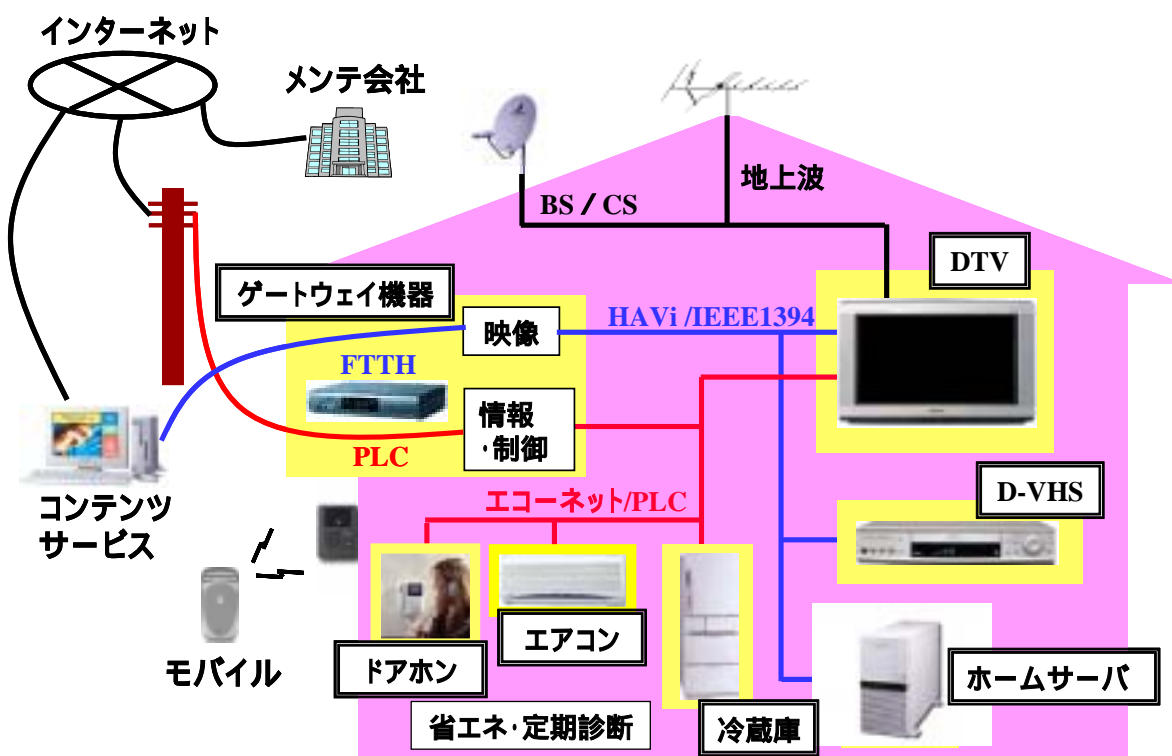 インターネット
メンテ会社
地上波
BS / CS
DTV
ゲートウェイ機器
映像
HAVi /IEEE1394
FTTH
情報
・制御
PLC
エコーネット/PLC
D-VHS
コンテンツ
サービス
モバイル
ドアホン
エアコン
冷蔵庫
ホームサーバ
省エネ・定期診断